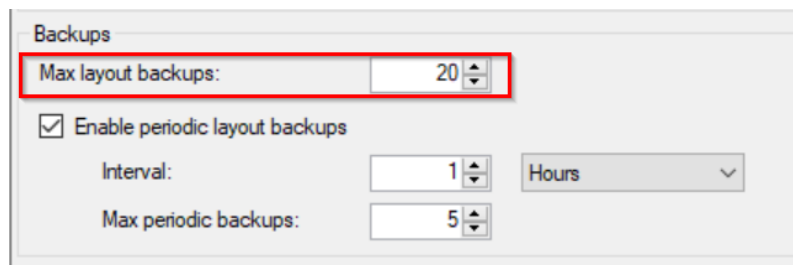 Backups
Max layout backups: 20
Enable periodic layout backups
Interval: 1 Hours
Max periodic backups: 5